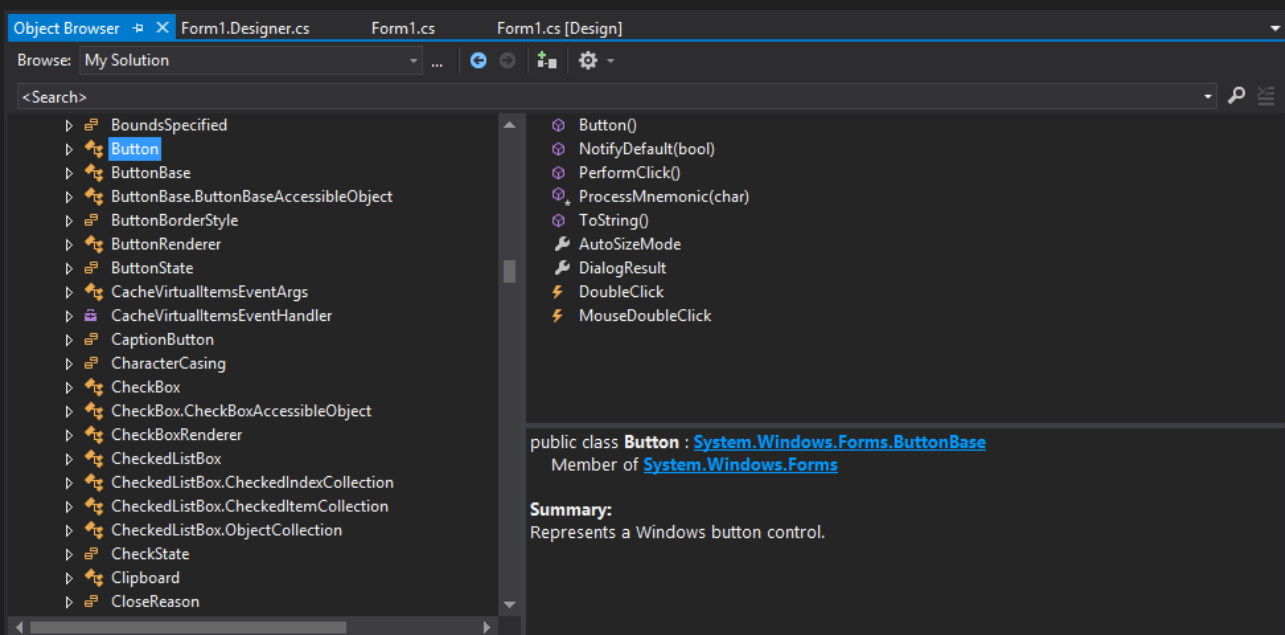 Object Browser
Form1.Designer.cs
Form1.cs
Form1.cs [Design]
Browse: My Solution
...
<Search>
BoundsSpecified
Button
ButtonBase
ButtonBase.ButtonBaseAccessibleObject
ButtonBorderStyle
ButtonRenderer
ButtonState
CacheVirtualItemsEventArgs
CacheVirtualItemsEventHandler
CaptionButton
CharacterCasing
CheckBox
CheckBox.CheckBoxAccessibleObject
CheckBoxRenderer
CheckedListBox
CheckedListBox.CheckedIndexCollection
CheckedListBox.CheckedItemCollection
CheckedListBox.ObjectCollection
CheckState
Clipboard
CloseReason
Button()
NotifyDefault(bool)
PerformClick()
ProcessMnemonic(char)
ToString()
AutoSizeMode
DialogResult
DoubleClick
MouseDoubleClick
public class Button : System.Windows.Forms.ButtonBase
Member of System.Windows.Forms
Summary:
Represents a Windows button control.